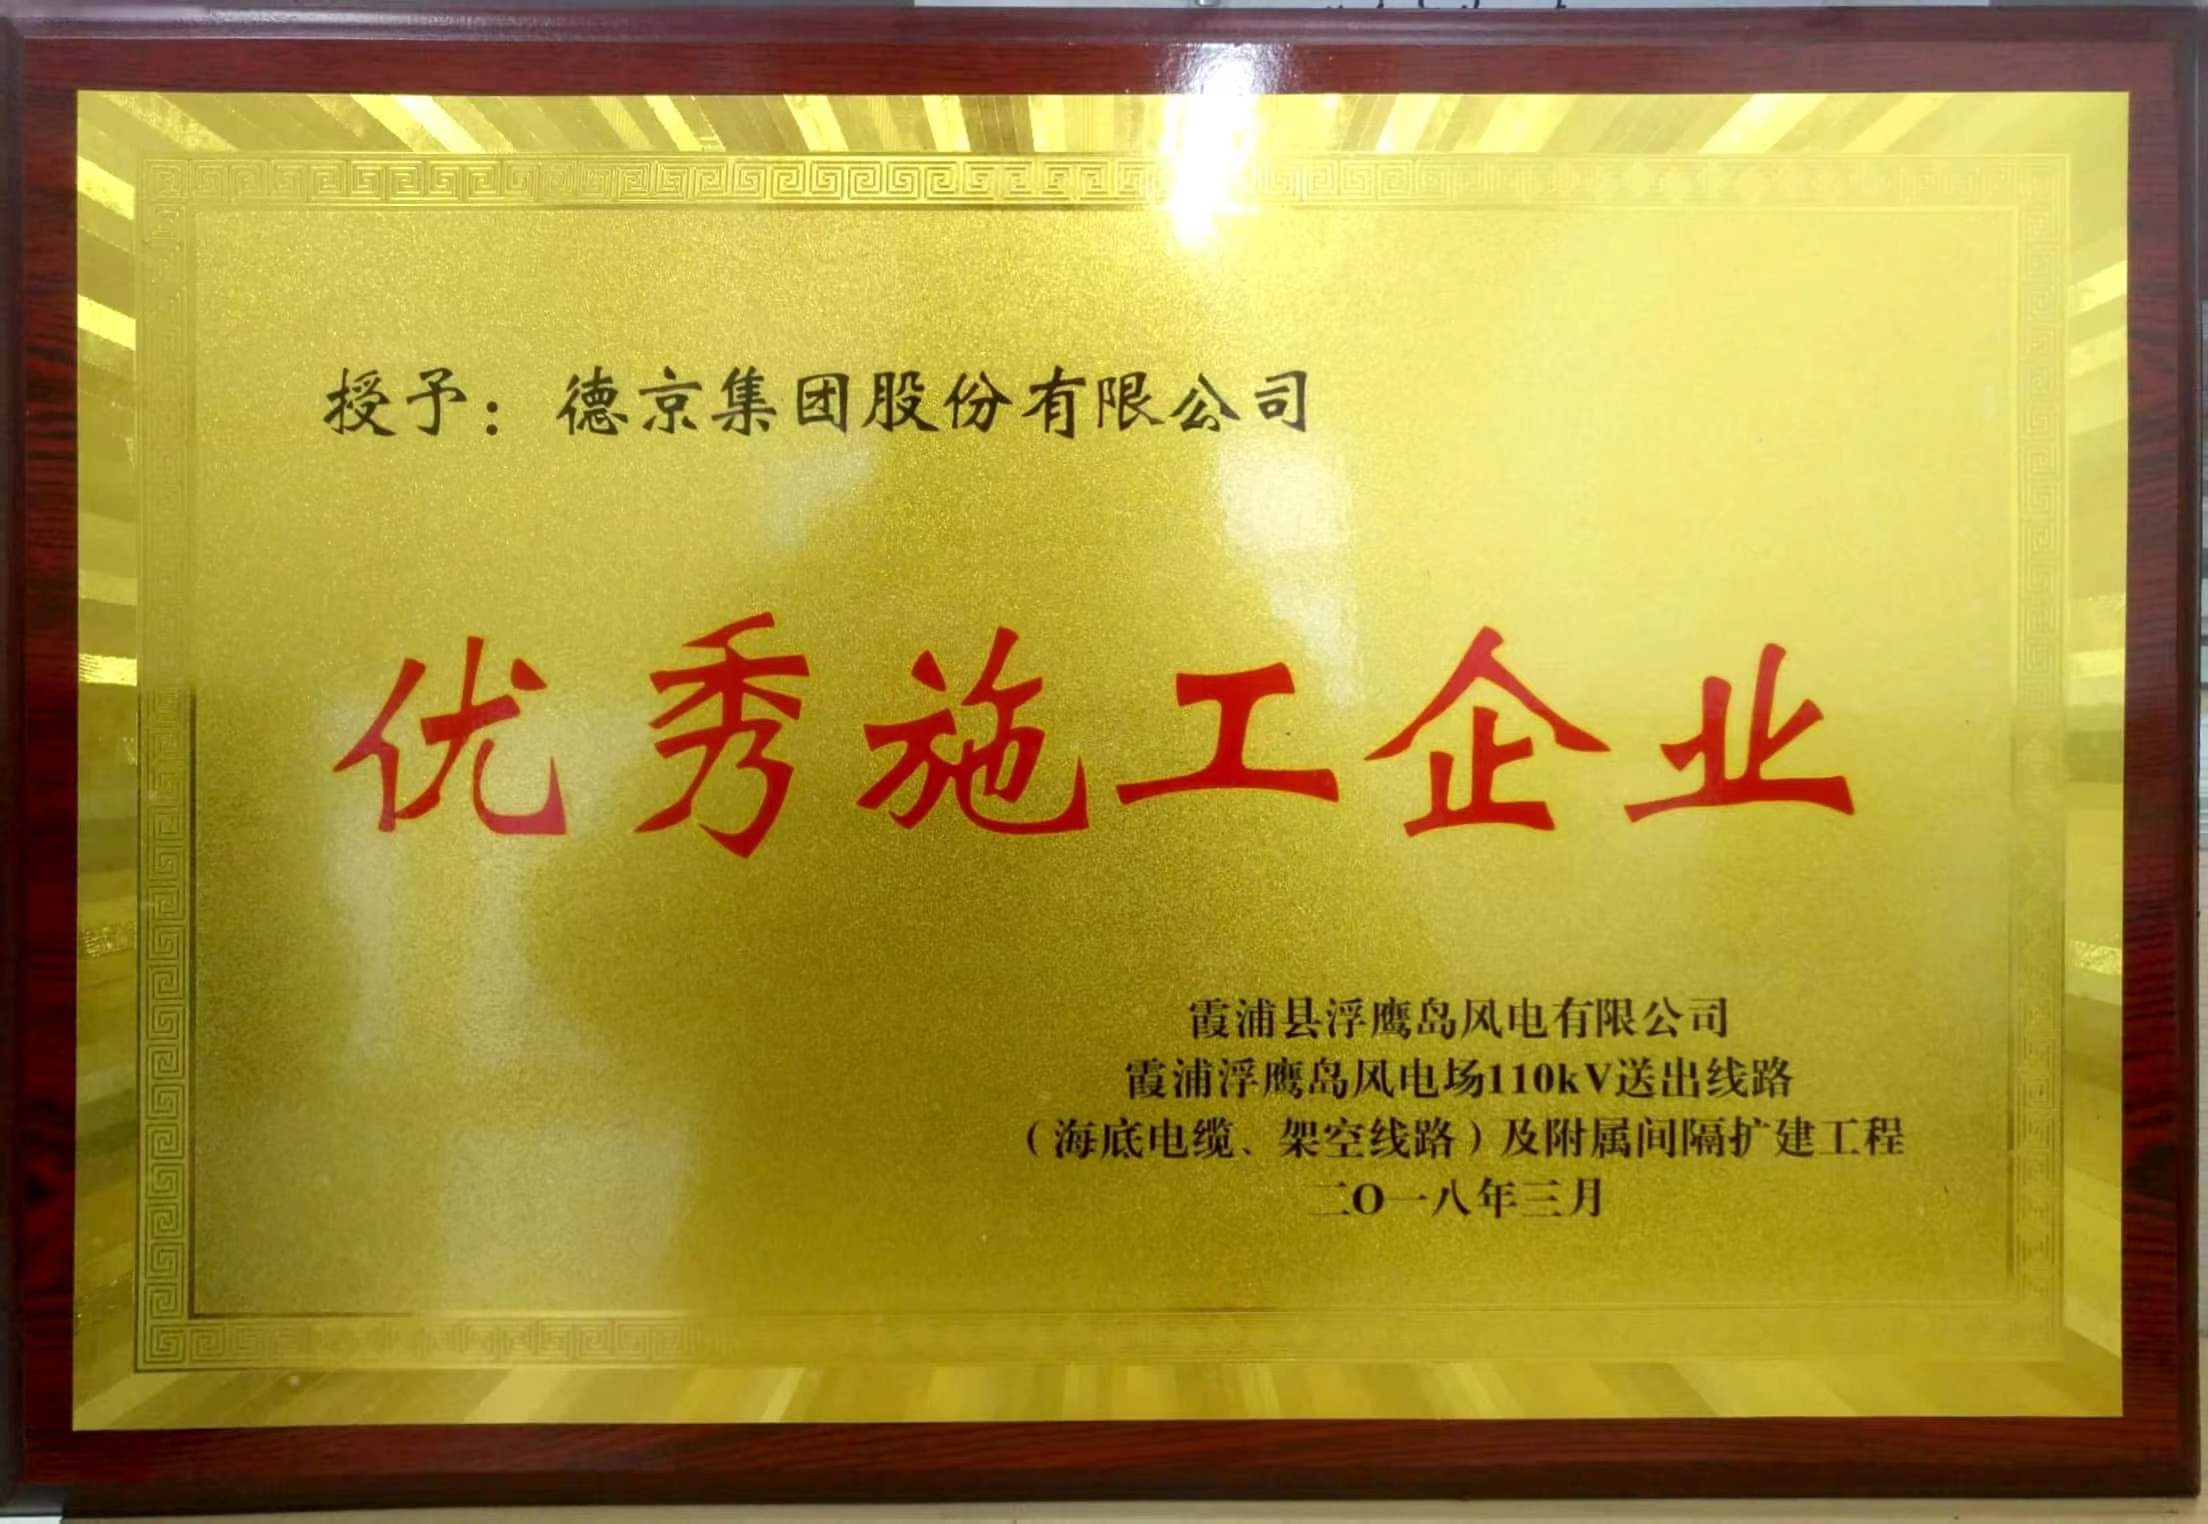 授予：德京集团股份有限公司
优秀施工企业
霞浦县浮鹰岛风电有限公司
霞浦浮鹰岛风电场110kV送出线路
（海底电缆、架空线路）及附属间隔扩建工程
二O一八年三月